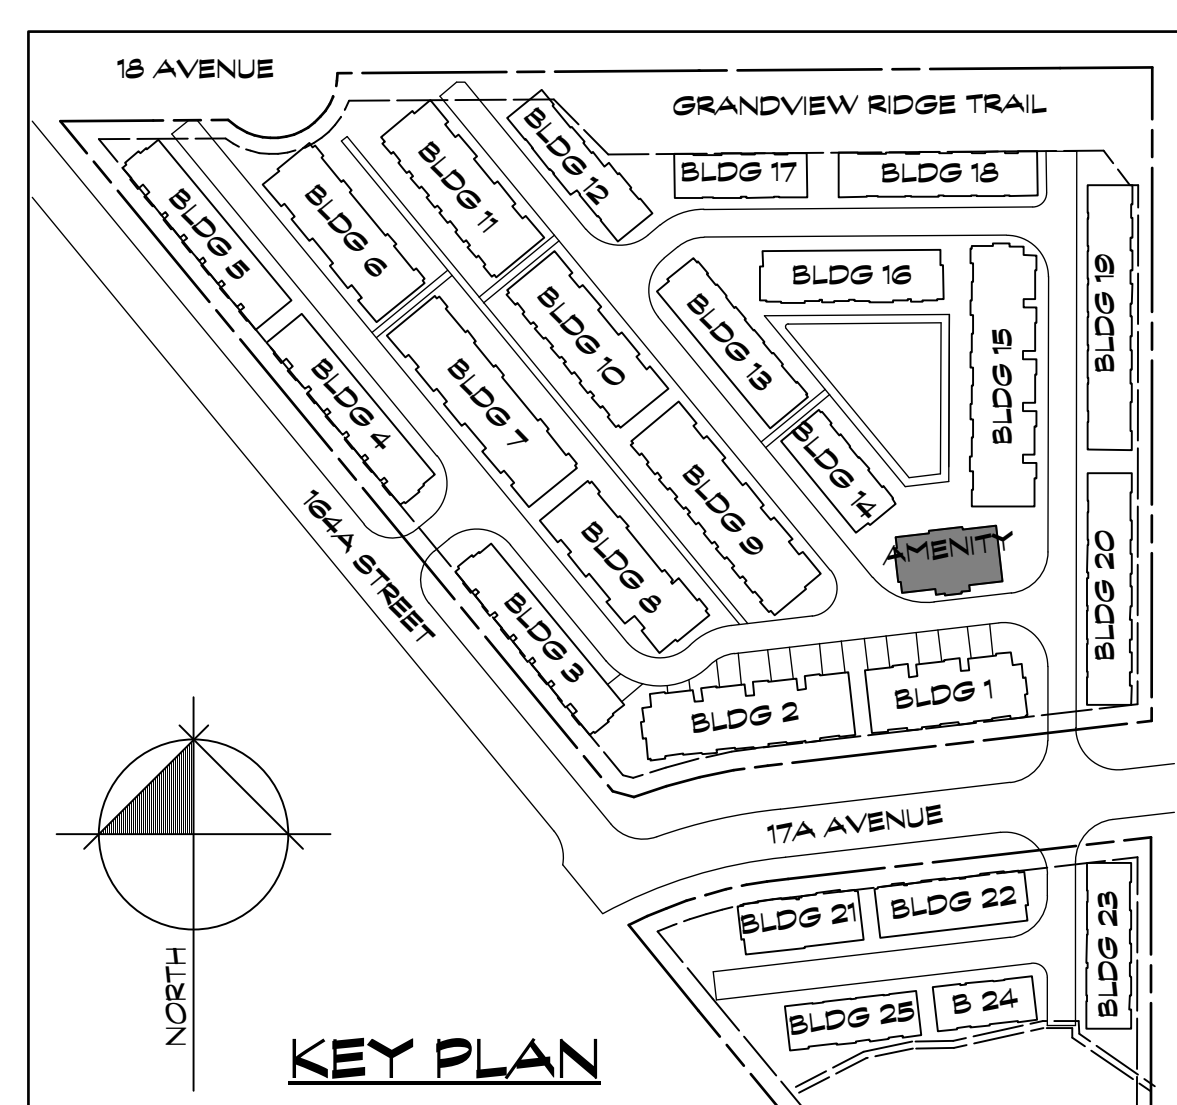 18 AVENUE
GRANDVIEW RIDGE TRAIL
BLDG 12
BLDG 11
BLDG 17
BLDG 18
BLDG 5
BLDG 6
BLDG 16
BLDG 19
BLDG 10
BLDG 13
BLDG 15
BLDG 4
BLDG 7
BLDG 14
BLDG 9
164A STREET
AMENITY
BLDG 8
BLDG 20
BLDG 3
BLDG 2
BLDG 1
17A AVENUE
BLDG 21
BLDG 22
BLDG 23
NORTH
BLDG 25
B 24
KEY PLAN